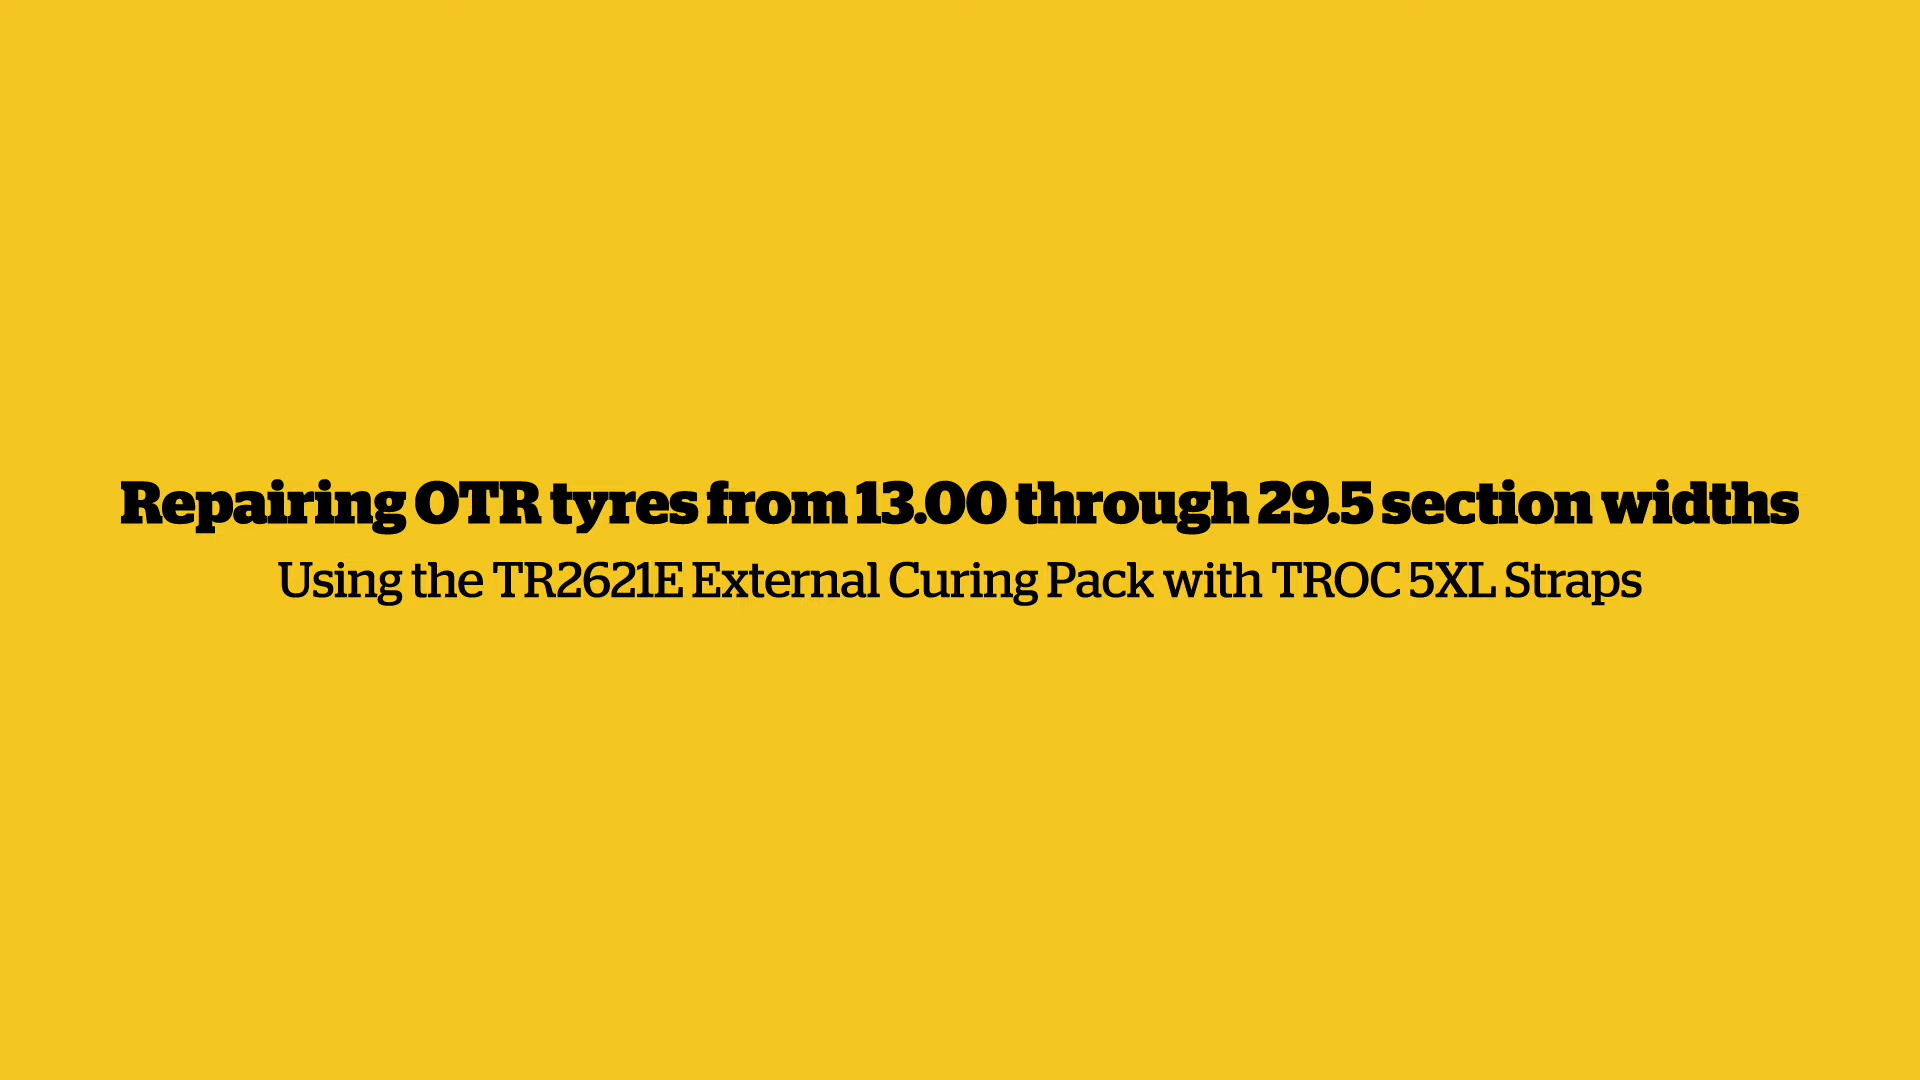 Repairing OTR tyres from 13.00 through 29.5 section widths
Using the TR2621E External Curing Pack with TROC 5XL Straps